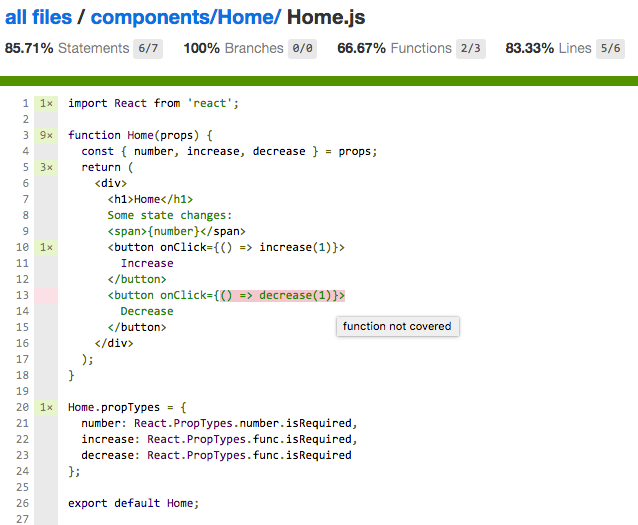 all files / components/Home/ Home.js
85.71% Statements 6/7 100% Branches 0/0 66.67% Functions 2/3 83.33% Lines 5/6
1 1× import React from 'react';
2
3 9× function Home(props) {
4 const { number, increase, decrease } = props;
5 3× return (
6 <div>
7 <h1>Home</h1>
8 Some state changes:
9 <span>{number}</span>
10 1× <button onClick={() => increase(1)}>
11 Increase
12 </button>
13 <button onClick={() => decrease(1)}>
14 Decrease
function not covered
15 </button>
16 </div>
17 );
18 }
19
20 1× Home.propTypes = {
21 number: React.PropTypes.number.isRequired,
22 increase: React.PropTypes.func.isRequired,
23 decrease: React.PropTypes.func.isRequired
24 };
25
26 export default Home;
27